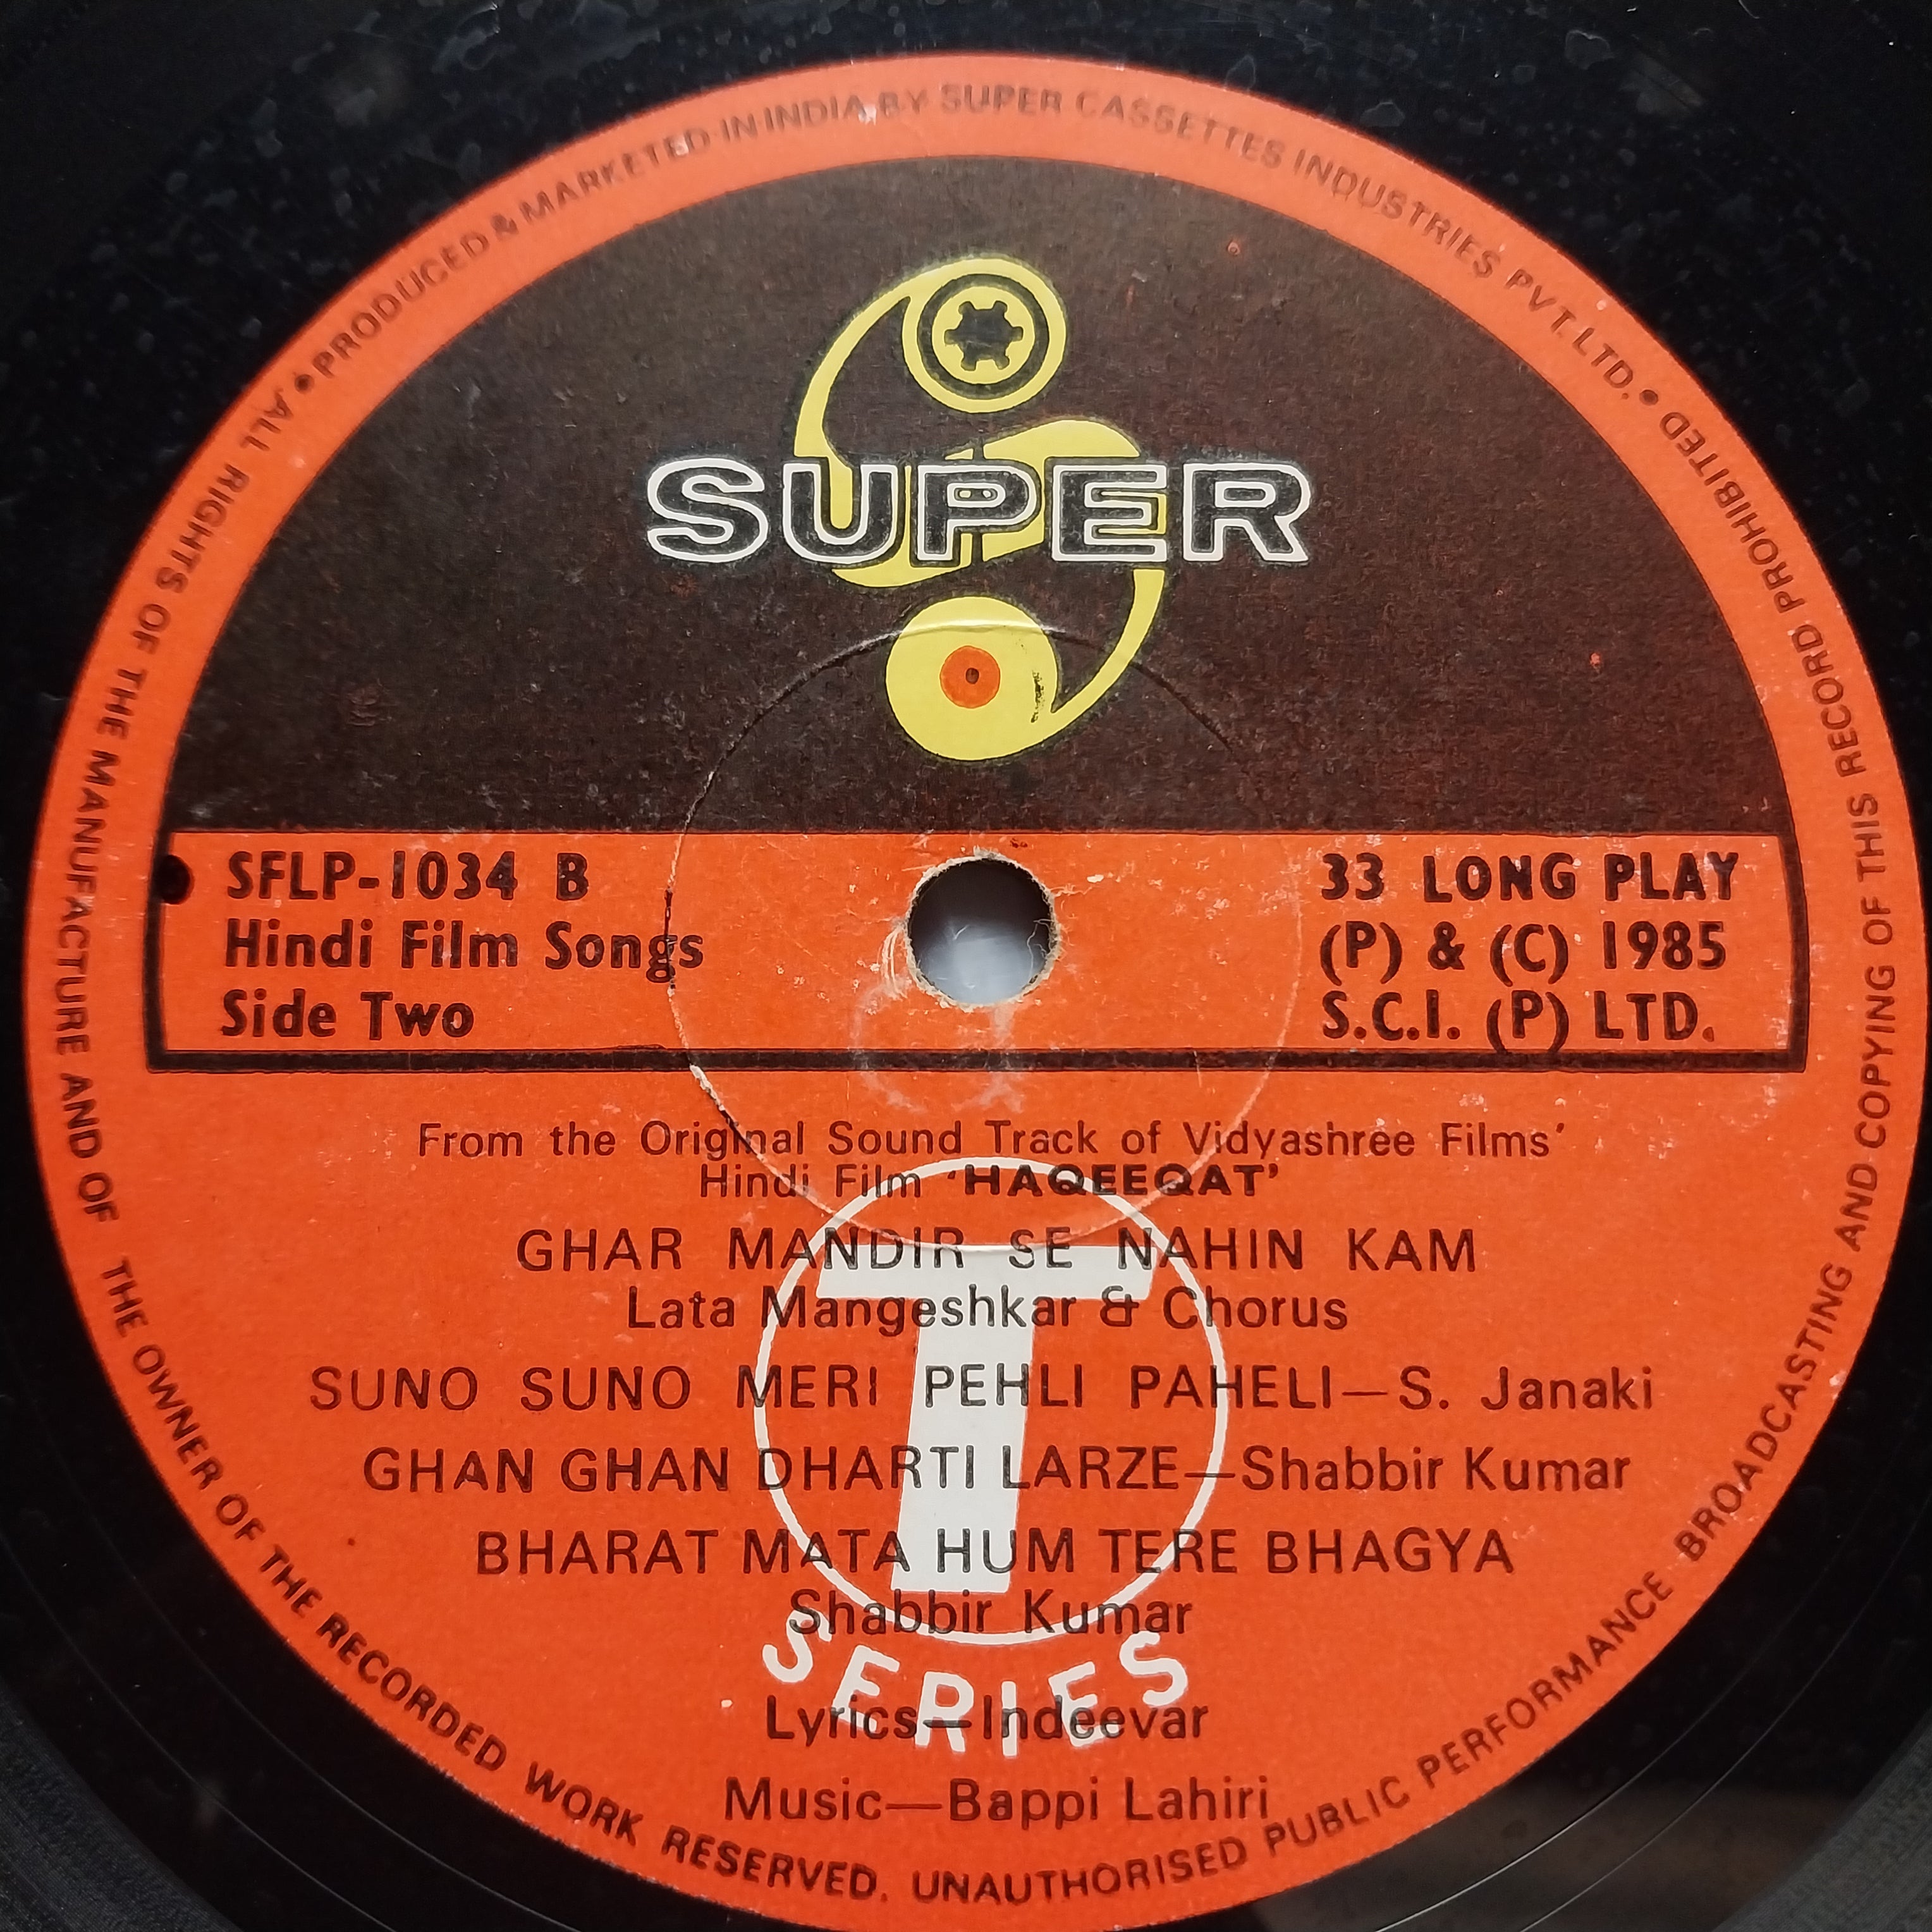 • PRODUCED & MARKETED IN INDIA BY SUPER CASSETTES INDUSTRIES PVT. LTD. •
SUPER
SFLP-1034 B
Hindi Film Songs
Side Two
33 LONG PLAY
(P) & (C) 1985
S.C.I. (P) LTD.
From the Original Sound Track of Vidyashree Films'
Hindi Film 'HAQEEQAT'
GHAR MANDIR SE NAHIN KAM
Lata Mangeshkar & Chorus
SUNO SUNO MERI PEHLI PAHELI—S. Janaki
GHAN GHAN DHARTI LARZE—Shabbir Kumar
BHARAT MATA HUM TERE BHAGYA
Shabbir Kumar
T
SERIES
Lyrics—Indeevar
Music—Bappi Lahiri
ALL RIGHTS OF THE MANUFACTURE AND OF THE OWNER OF THE RECORDED WORK RESERVED. UNAUTHORISED PUBLIC PERFORMANCE BROADCASTING AND COPYING OF THIS RECORD PROHIBITED